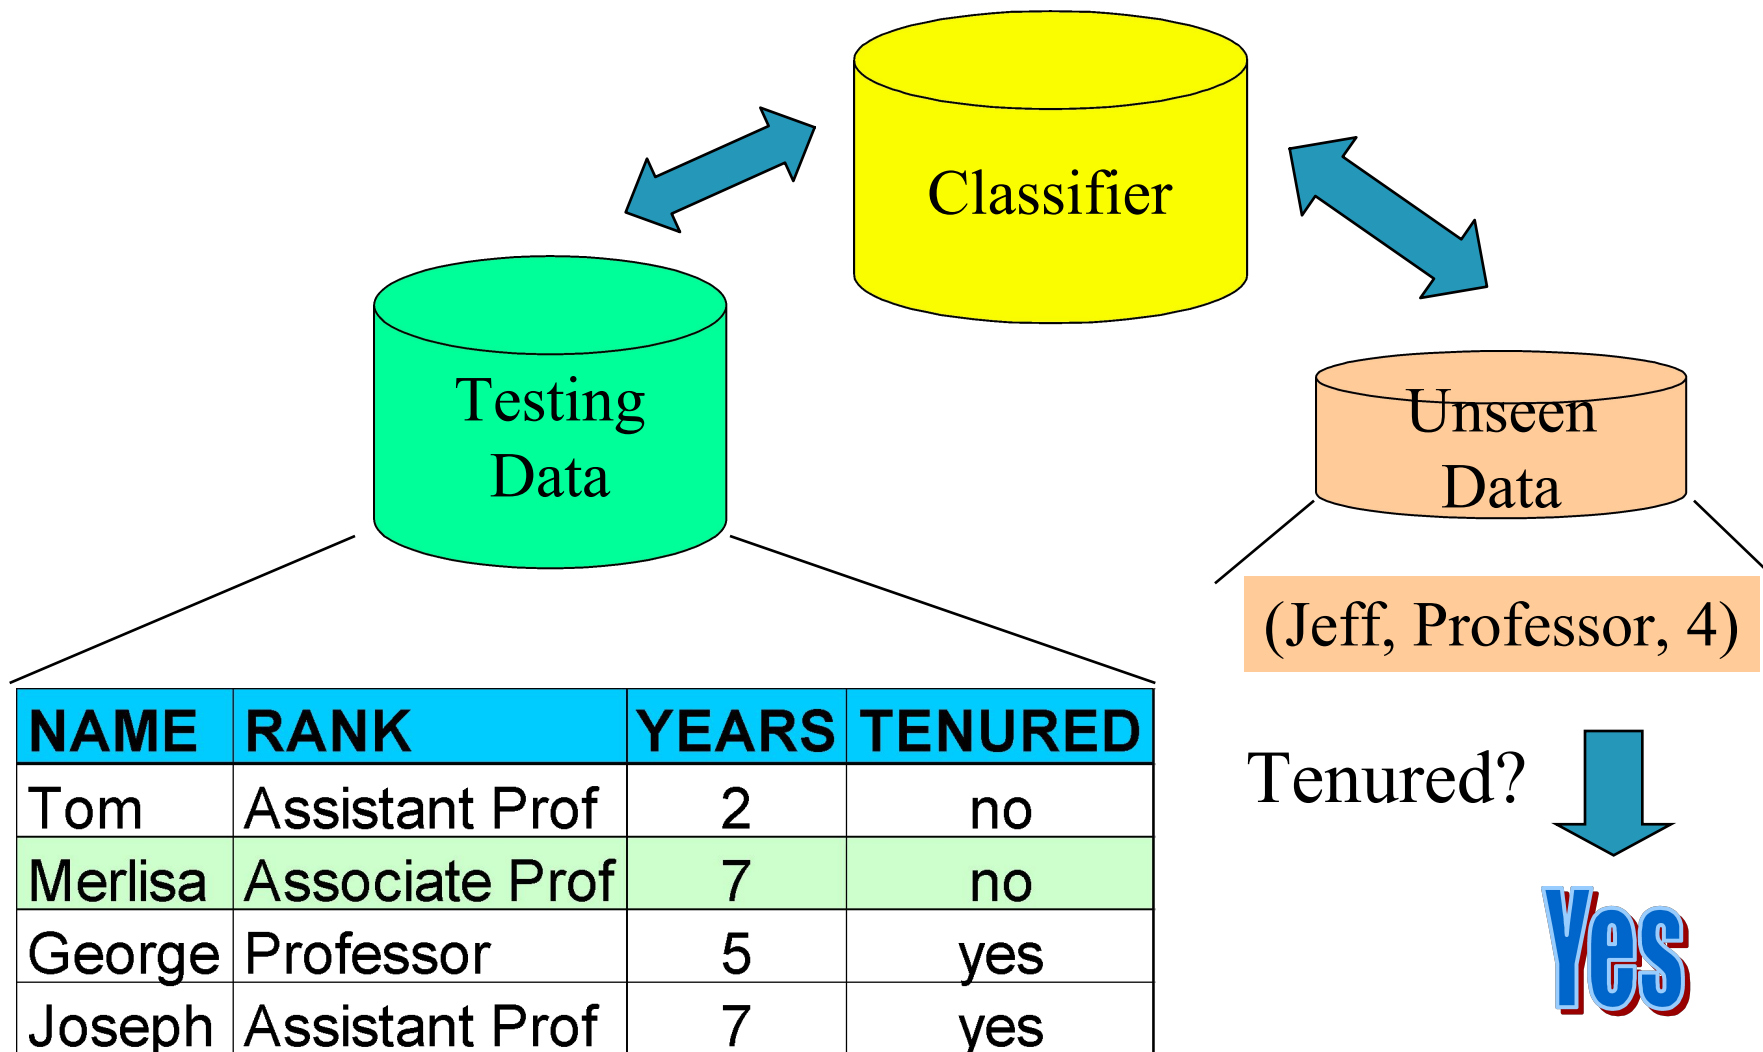 Classifier
Testing
Data
Unseen
Data
(Jeff, Professor, 4)
NAME RANK YEARS TENURED
Tom Assistant Prof 2 no
Merlisa Associate Prof 7 no
George Professor 5 yes
Joseph Assistant Prof 7 yes
Tenured?
Yes